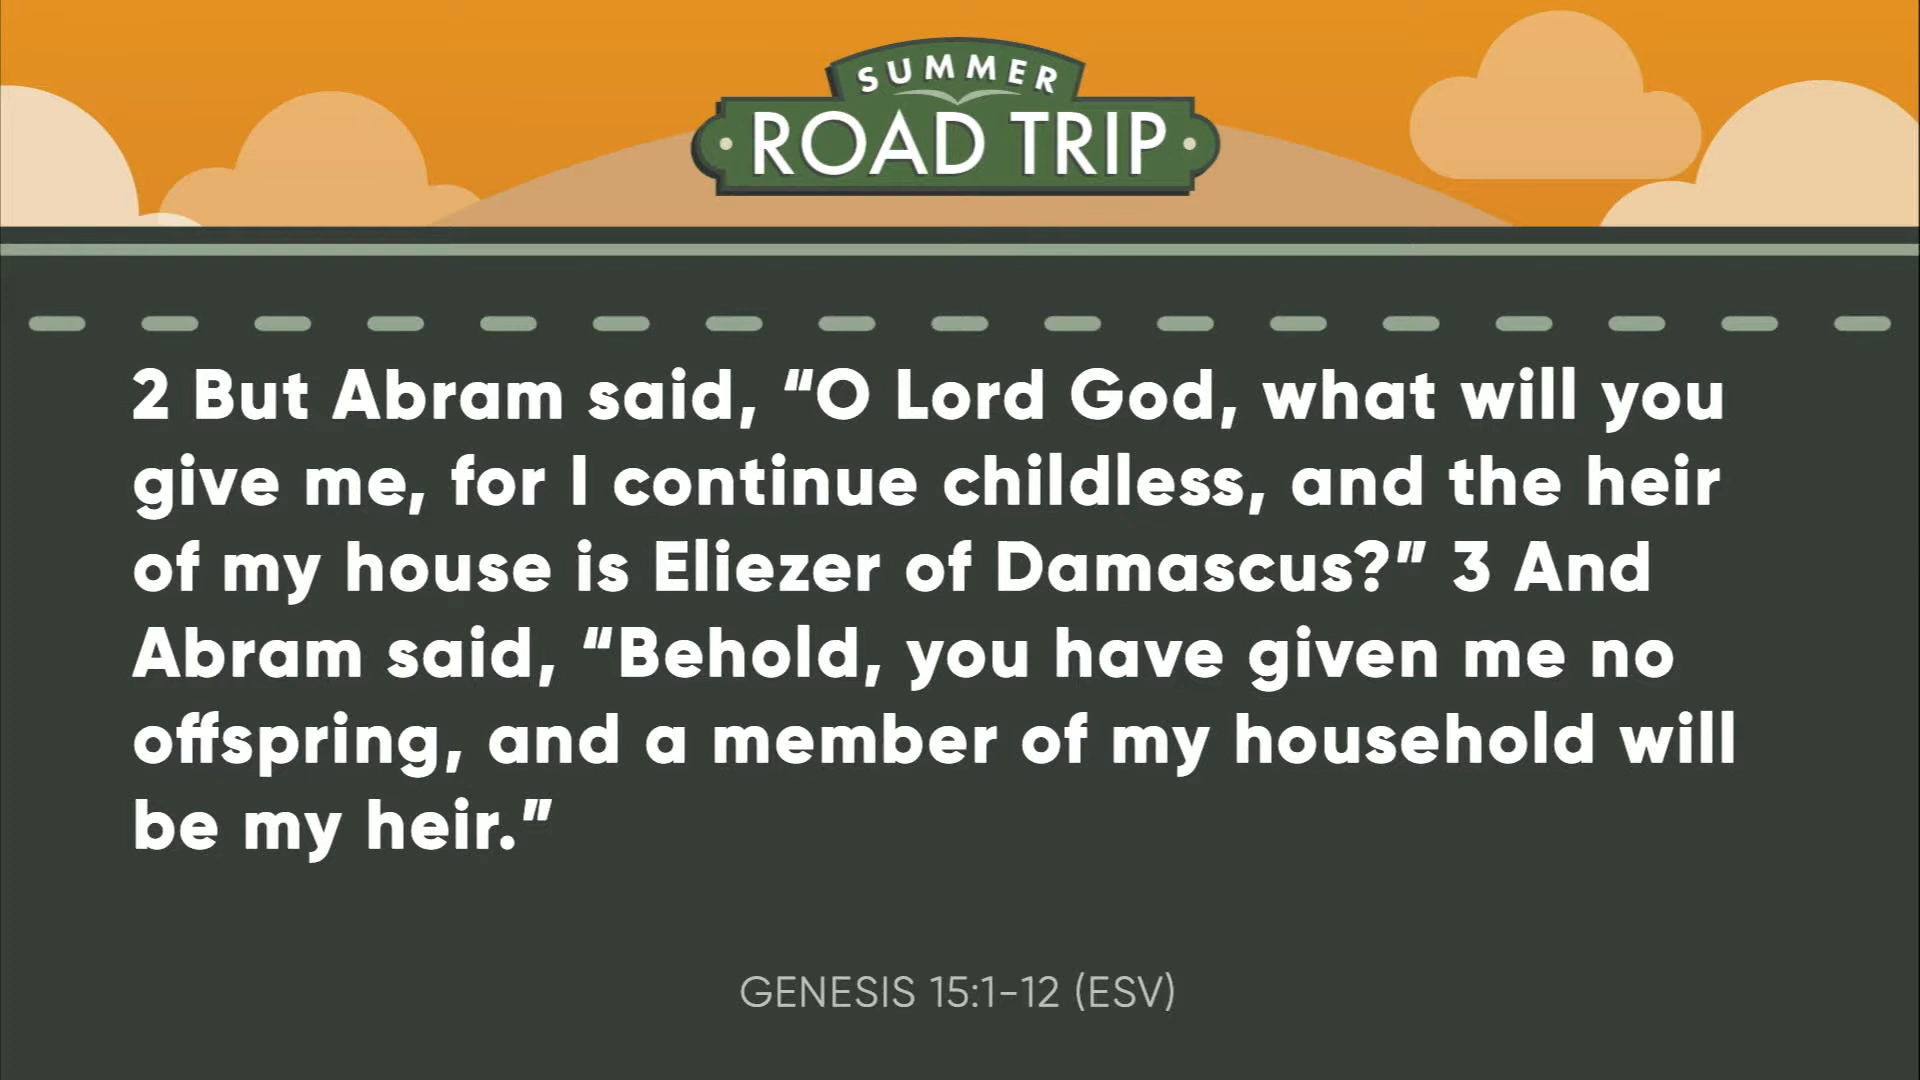 SUMMER
ROAD TRIP
2 But Abram said, “O Lord God, what will you
give me, for I continue childless, and the heir
of my house is Eliezer of Damascus?” 3 And
Abram said, “Behold, you have given me no
offspring, and a member of my household will
be my heir.”
GENESIS 15:1-12 (ESV)